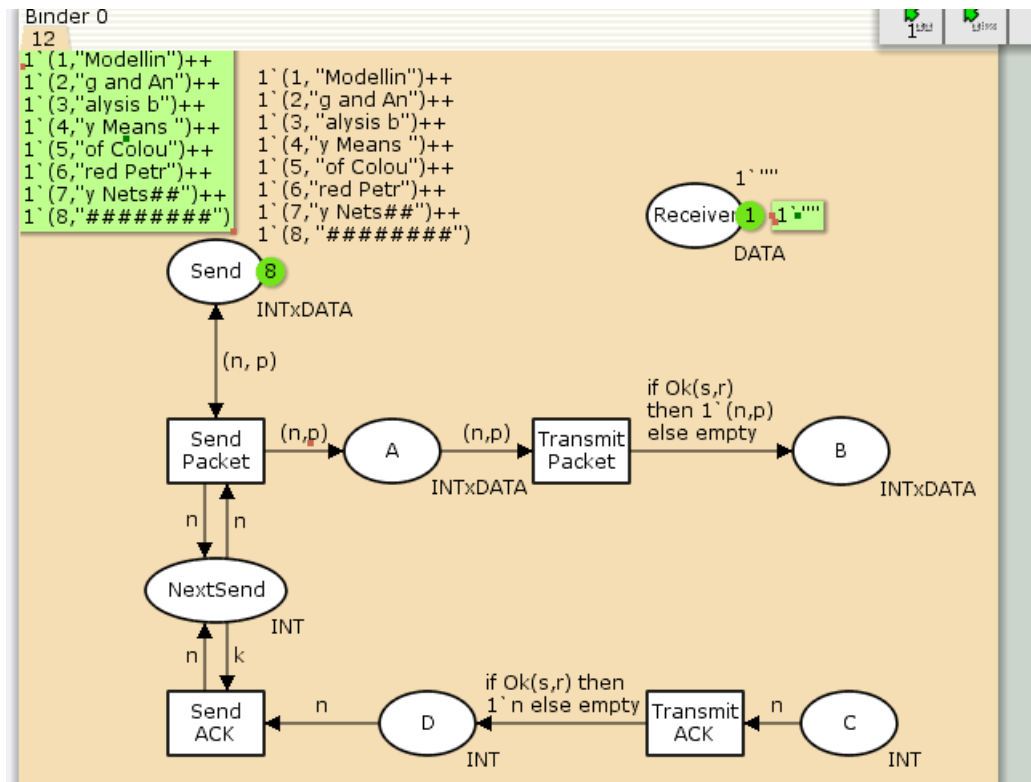 Binder 0
12
1`(1,"Modellin")++
1`(2,"g and An")++
1`(3,"alysis b")++
1`(4,"y Means ")++
1`(5,"of Colou")++
1`(6,"red Petr")++
1`(7,"y Nets##")++
1`(8,"########")
1`(1, "Modellin")++
1`(2,"g and An")++
1`(3, "alysis b")++
1`(4,"y Means ")++
1`(5, "of Colou")++
1`(6,"red Petr")++
1`(7,"y Nets##")++
1`(8, "########")
1`""
Receiver
1
1`""
DATA
Send
8
INTxDATA
(n, p)
if Ok(s,r)
then 1`(n,p)
else empty
Send
Packet
(n,p)
A
INTxDATA
(n,p)
Transmit
Packet
B
INTxDATA
n
n
NextSend
INT
n
k
if Ok(s,r) then
1`n else empty
Send
ACK
n
D
INT
Transmit
ACK
n
C
INT